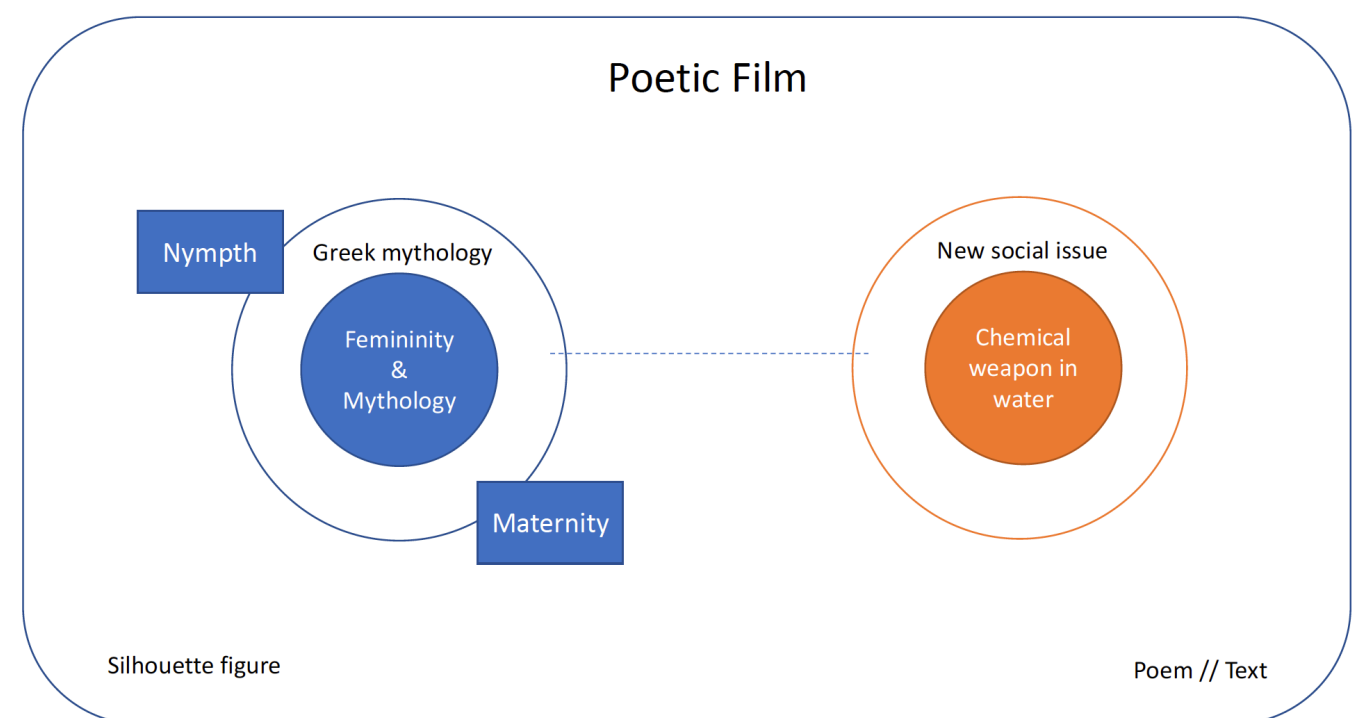 Poetic Film
Nympth
Greek mythology
Femininity
&
Mythology
Maternity
New social issue
Chemical
weapon in
water
Silhouette figure
Poem // Text